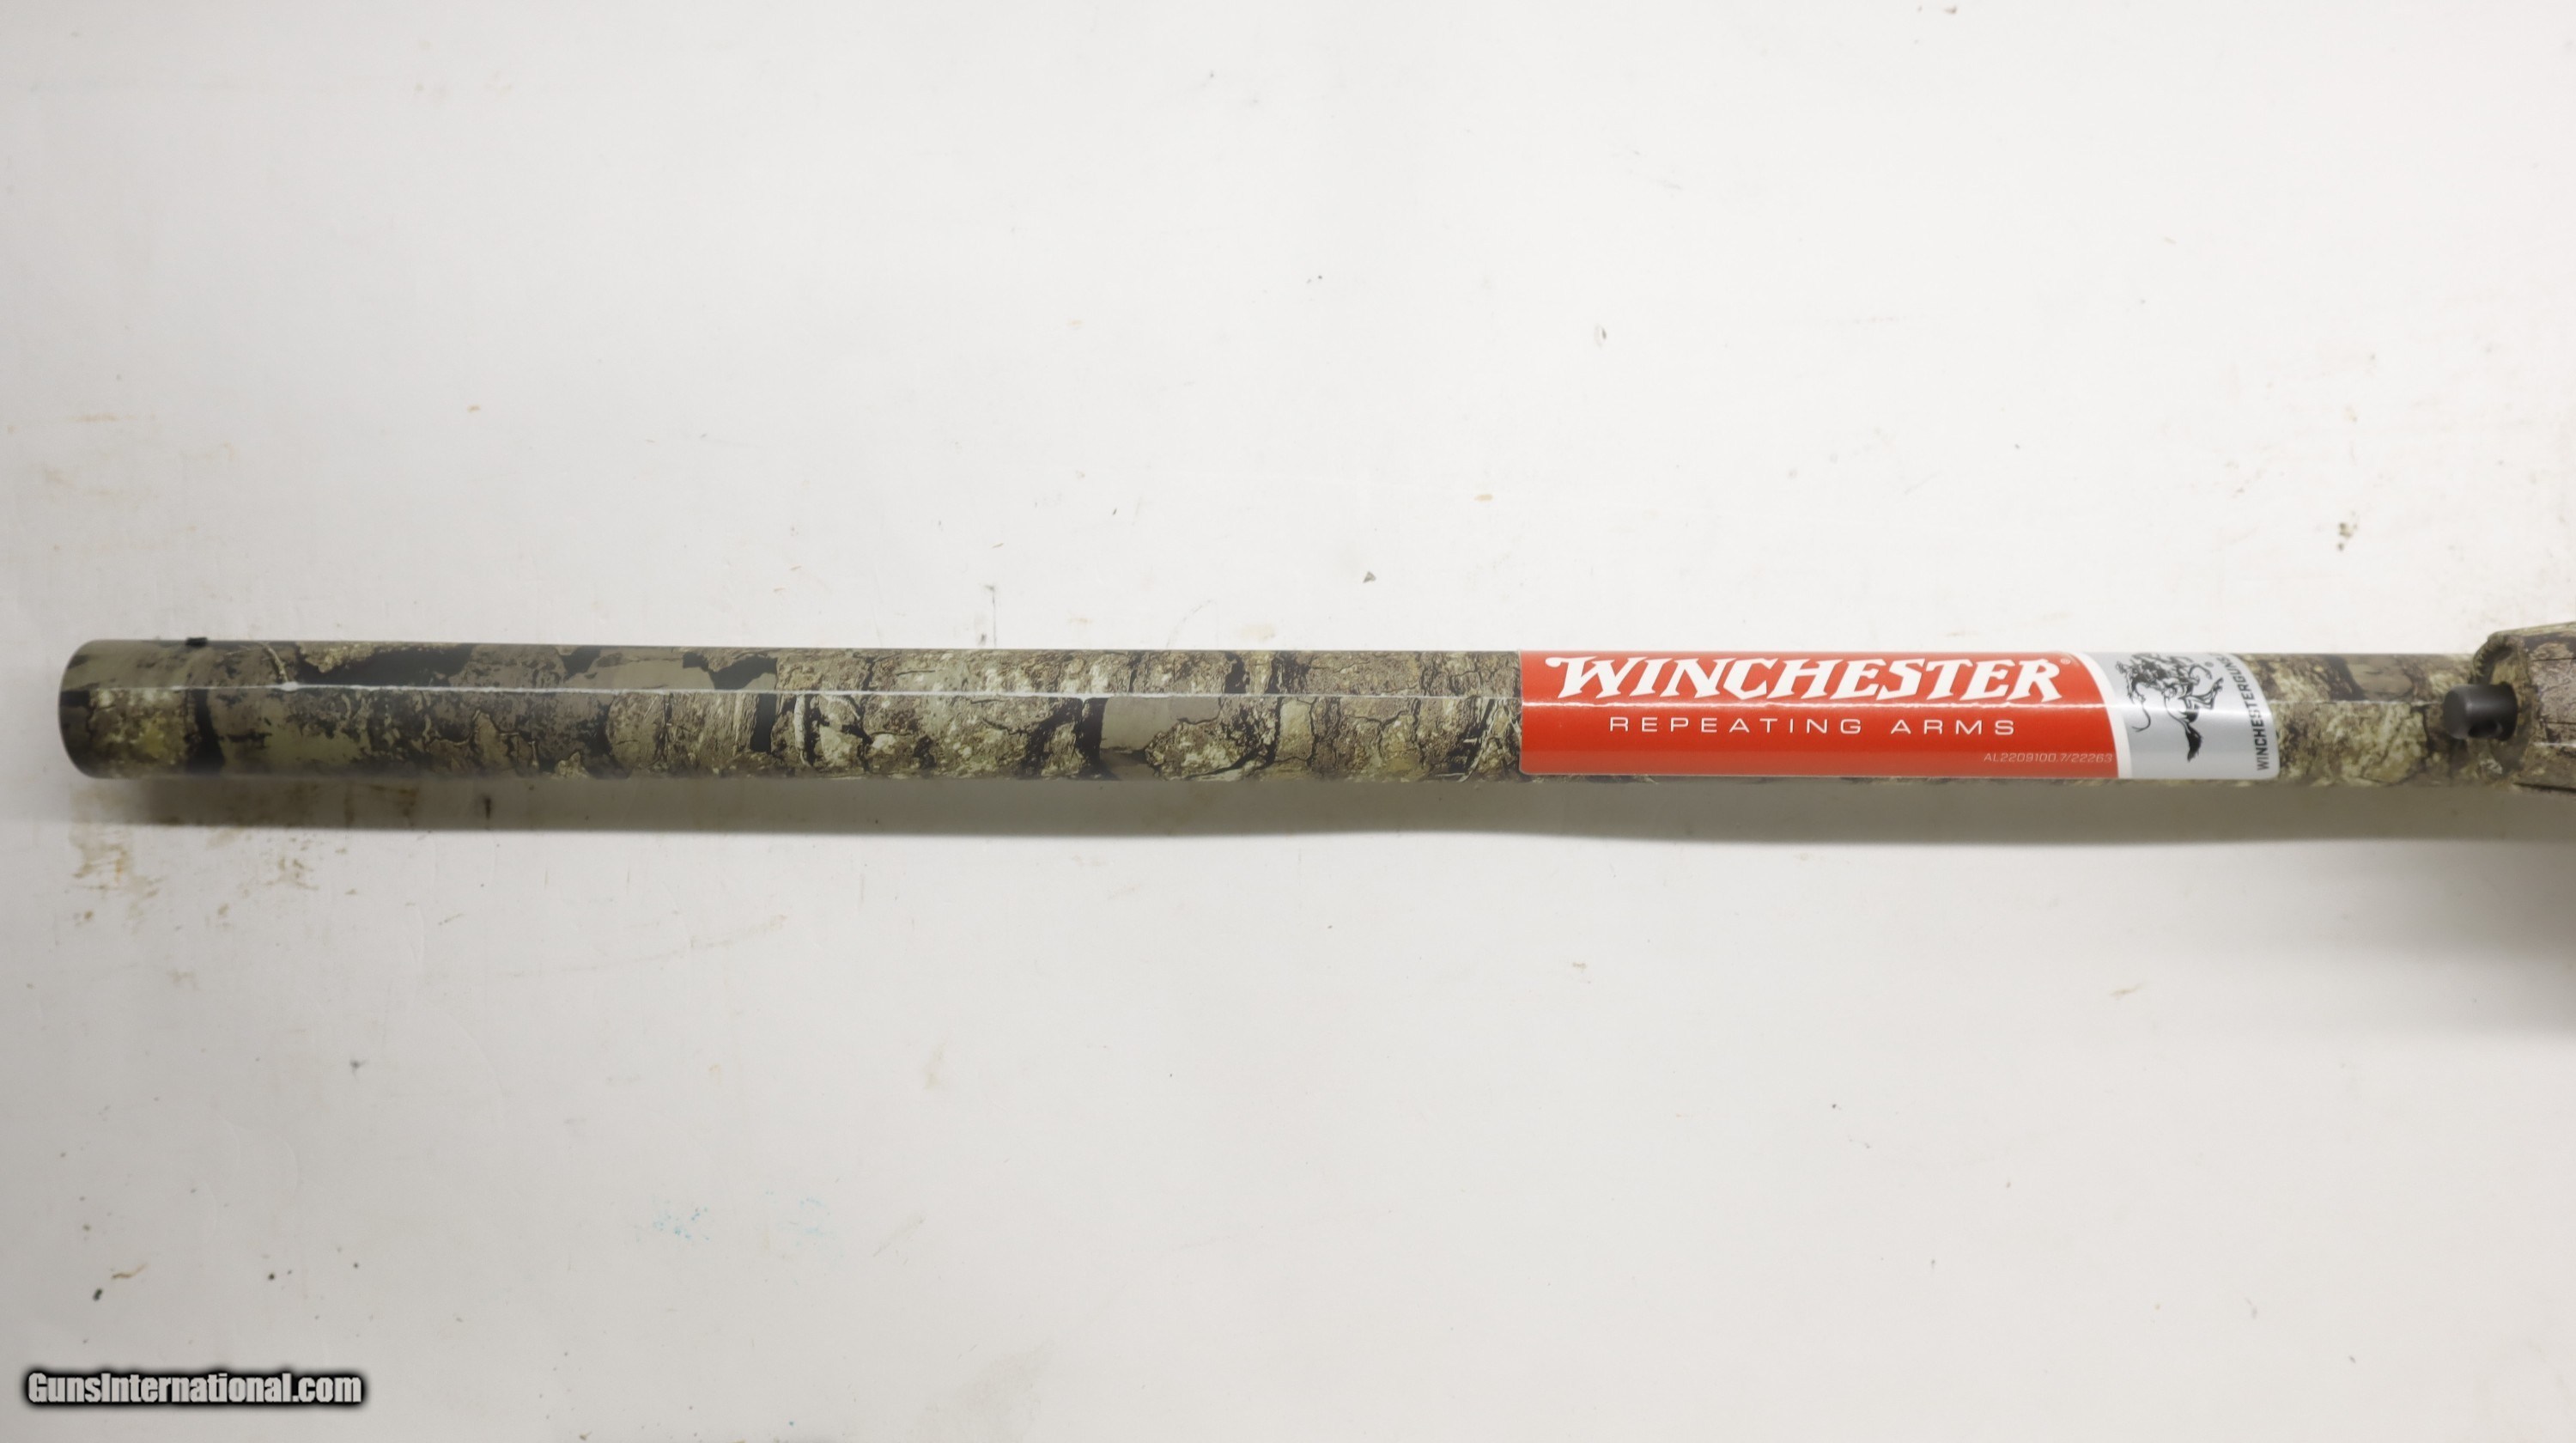 WINCHESTER®
REPEATING ARMS
AL2209100.7/22263
GunsInternational.com